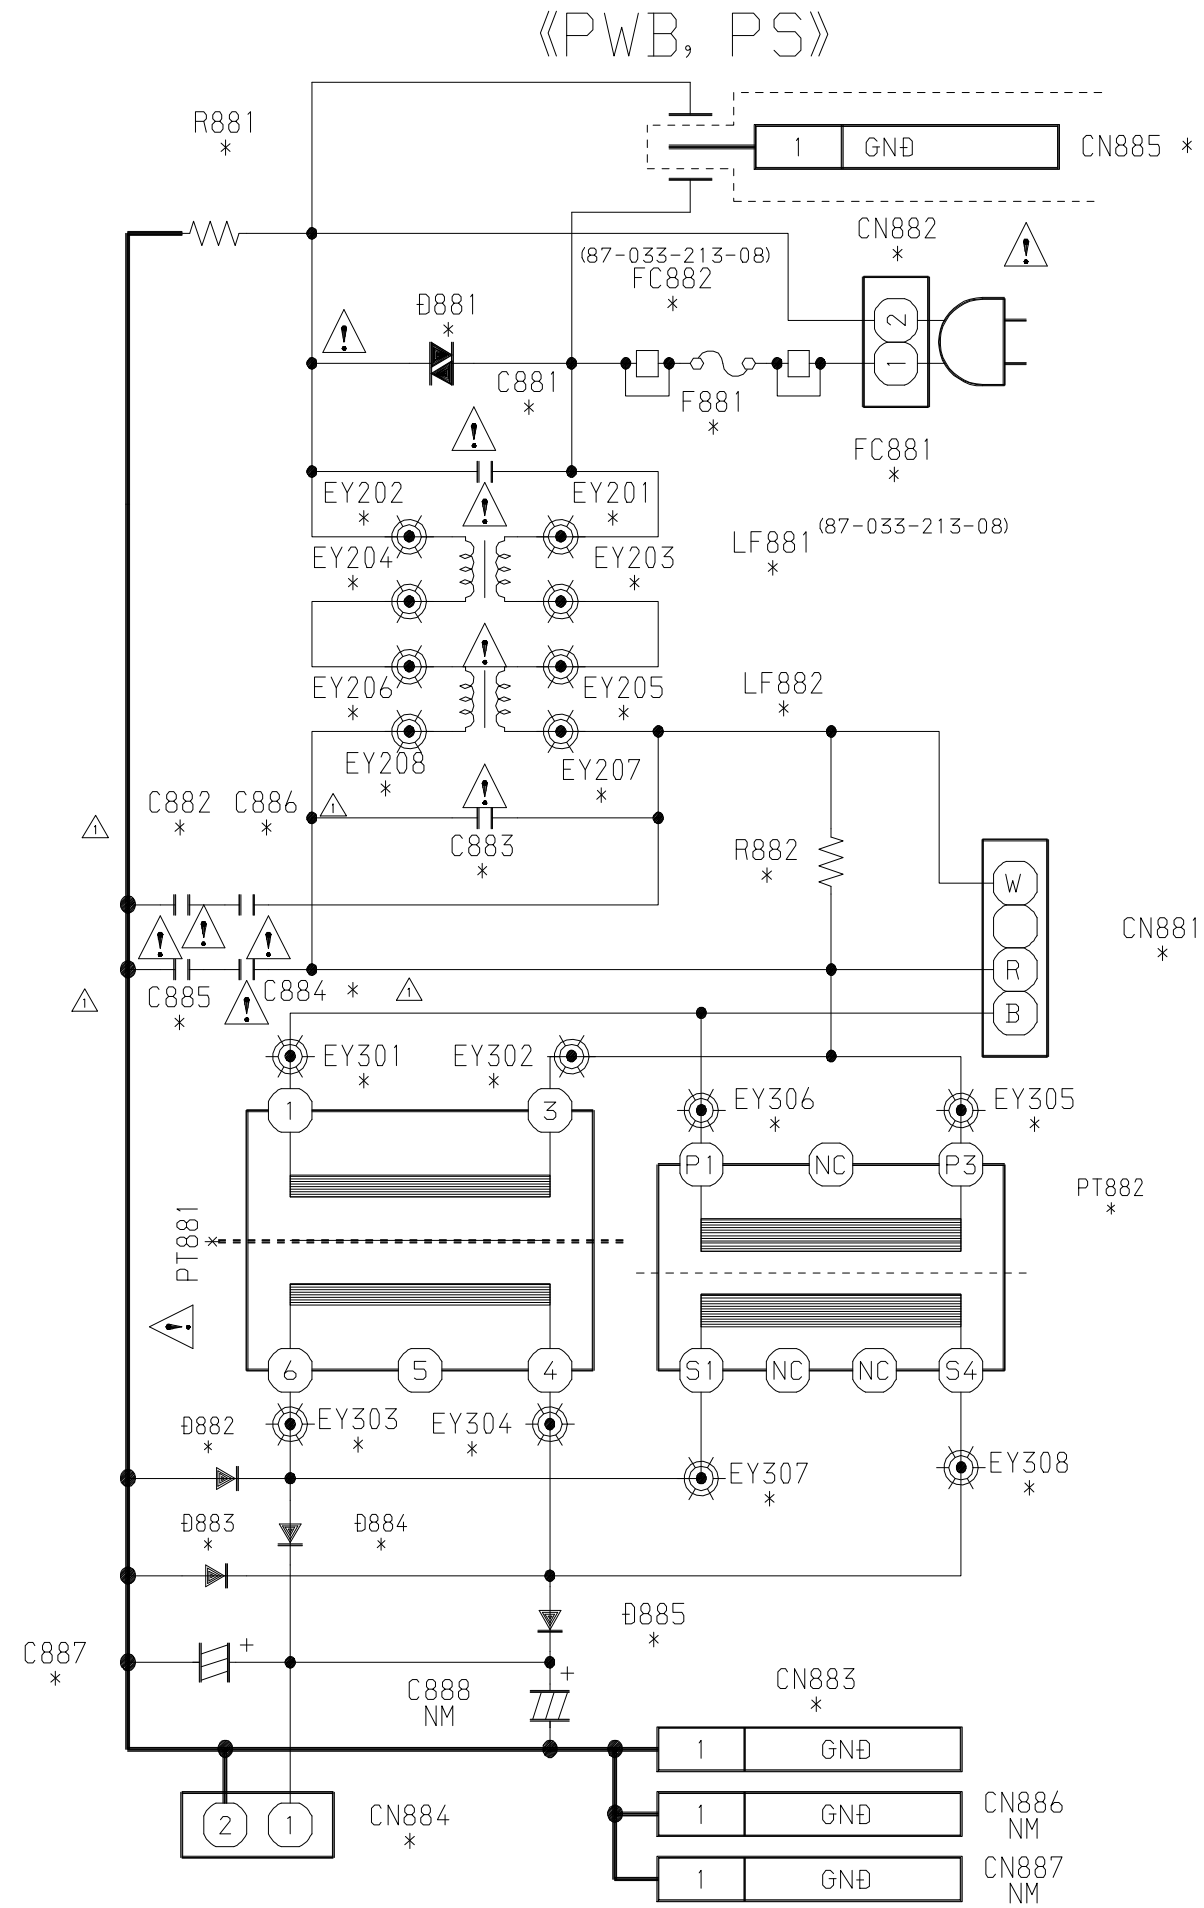 《PWB, PS》
R881
*
1 GND
CN885 *
CN882
*
(87-033-213-08)
FC882
*
!
D881
*
!
2
1
C881
*
F881
*
!
FC881
*
EY202
*
EY201
*
!
(87-033-213-08)
LF881
*
EY204
*
EY203
*
!
EY206
*
EY205
*
LF882
*
EY208
*
EY207
*
!
C882
*
C886
*
1
1
C883
*
R882
*
W
R
B
CN881
*
!
!
!
C885
*
!
C884 *
1
1
EY301
*
EY302
*
EY306
*
EY305
*
1
3
P1
NC
P3
PT882
*
PT881
*
!
6
5
4
S1
NC
NC
S4
EY303
*
EY304
*
D882
*
EY307
*
EY308
*
D883
*
D884
*
D885
*
C887
*
+
C888
NM
+
CN883
*
1 GND
1 GND
CN886
NM
2
1
CN884
*
1 GND
CN887
NM